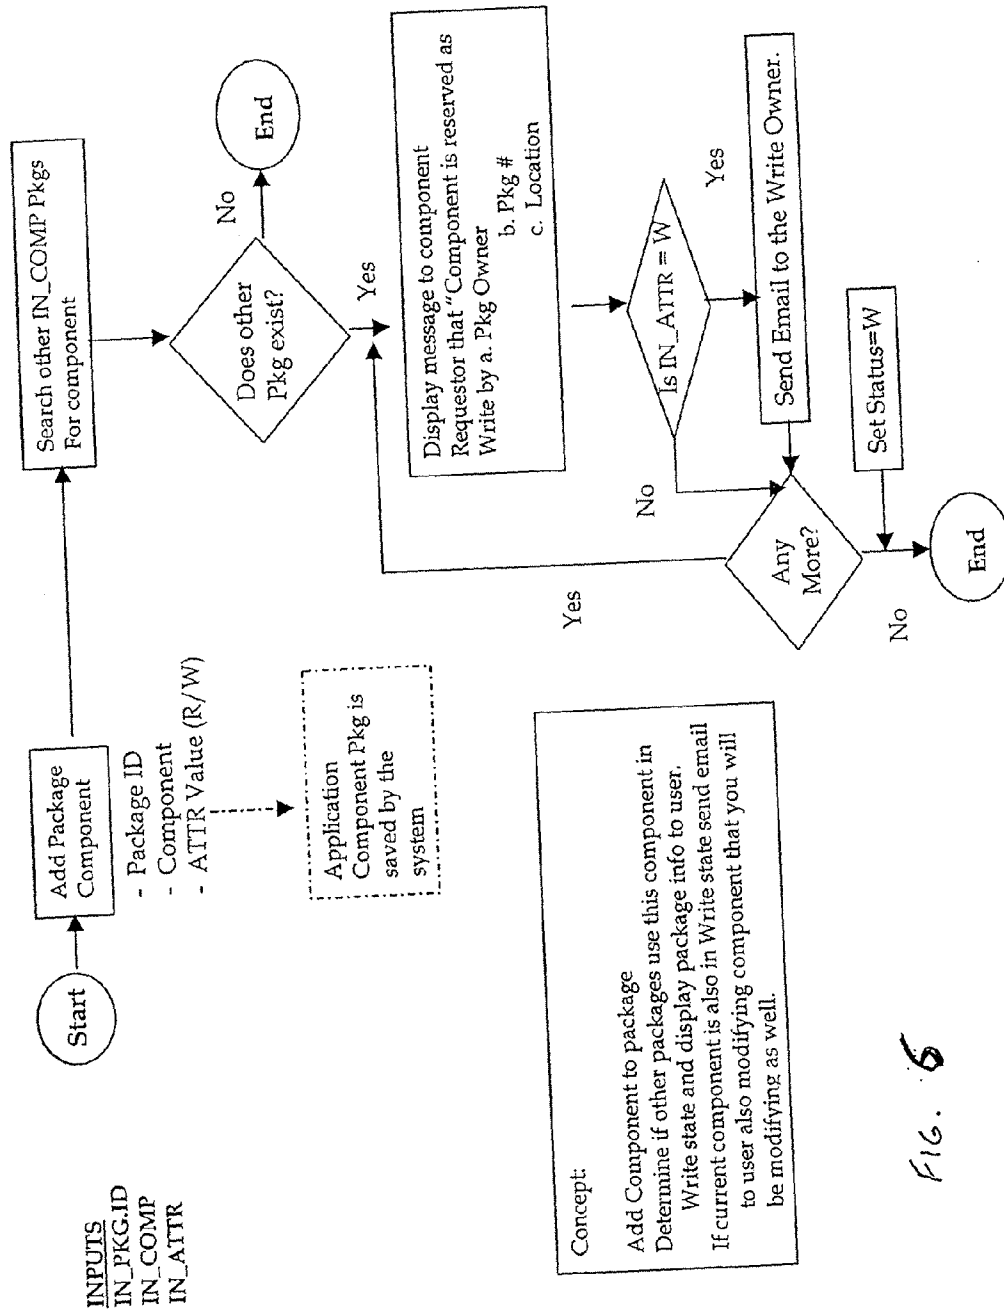 INPUTS
IN_PKG.ID
IN_COMP
IN_ATTR
Start
Add Package
Component
- Package ID
- Component
- ATTR Value (R/W)
Application
Component Pkg is
saved by the
system
Search other IN_COMP Pkgs
For component
Does other
Pkg exist?
No
End
Yes
Display message to component
Requestor that "Component is reserved as
Write by a. Pkg Owner
b. Pkg #
c. Location
Is IN_ATTR = W
Yes
No
Send Email to the Write Owner.
Any
More?
Yes
Set Status=W
No
End
Concept:
Add Component to package
Determine if other packages use this component in
Write state and display package info to user.
If current component is also in Write state send email
to user also modifying component that you will
be modifying as well.
FIG.